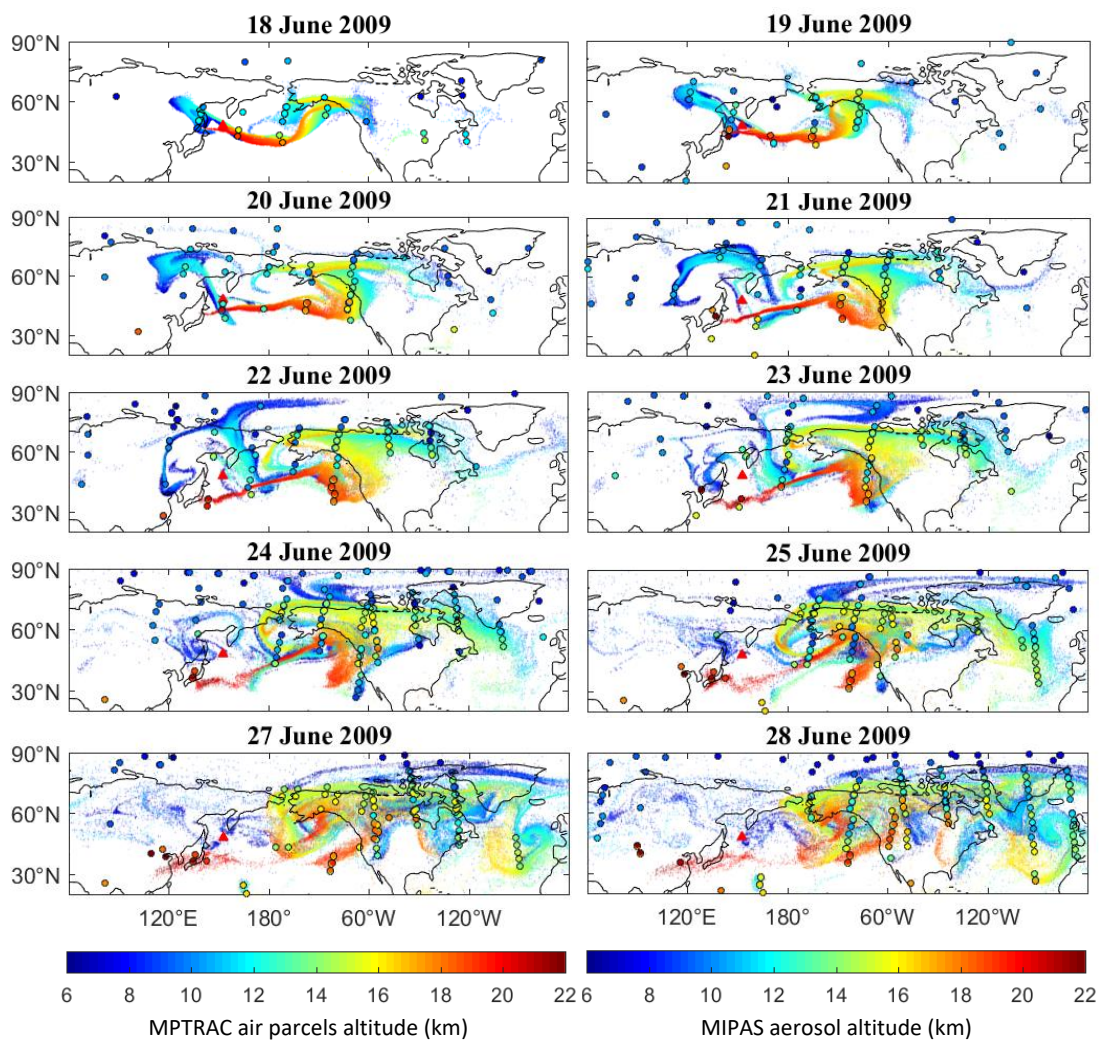 18 June 2009
19 June 2009
90°N
60°N
30°N
20 June 2009
21 June 2009
90°N
60°N
30°N
22 June 2009
23 June 2009
90°N
60°N
30°N
24 June 2009
25 June 2009
90°N
60°N
30°N
27 June 2009
28 June 2009
90°N
60°N
30°N
120°E 180° 60°W 120°W 120°E 180° 60°W 120°W
6 8 10 12 14 16 18 20 22 6 8 10 12 14 16 18 20 22
MPTRAC air parcels altitude (km) MIPAS aerosol altitude (km)